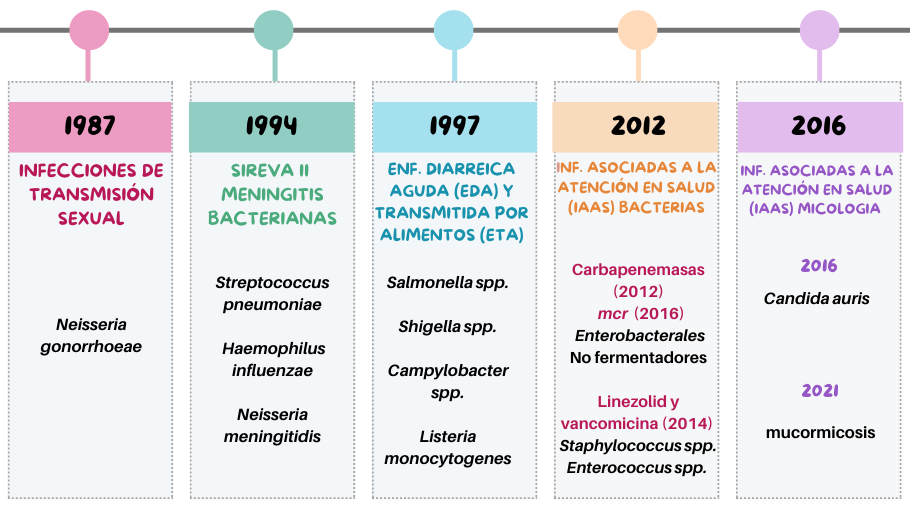 1987
INFECCIONES DE
TRANSMISIÓN
SEXUAL
Neisseria
gonorrhoeae
1994
SIREVA II
MENINGITIS
BACTERIANAS
Streptococcus
pneumoniae
Haemophilus
influenzae
Neisseria
meningitidis
1997
ENF. DIARREICA
AGUDA (EDA) Y
TRANSMITIDA POR
ALIMENTOS (ETA)
Salmonella spp.
Shigella spp.
Campylobacter
spp.
Listeria
monocytogenes
2012
INF. ASOCIADAS A LA
ATENCIÓN EN SALUD
(IAAS) BACTERIAS
Carbapenemasas
(2012)
mcr (2016)
Enterobacterales
No fermentadores
Linezolid y
vancomicina (2014)
Staphylococcus spp.
Enterococcus spp.
2016
INF. ASOCIADAS A LA
ATENCIÓN EN SALUD
(IAAS) MICOLOGIA
2016
Candida auris
2021
mucormicosis